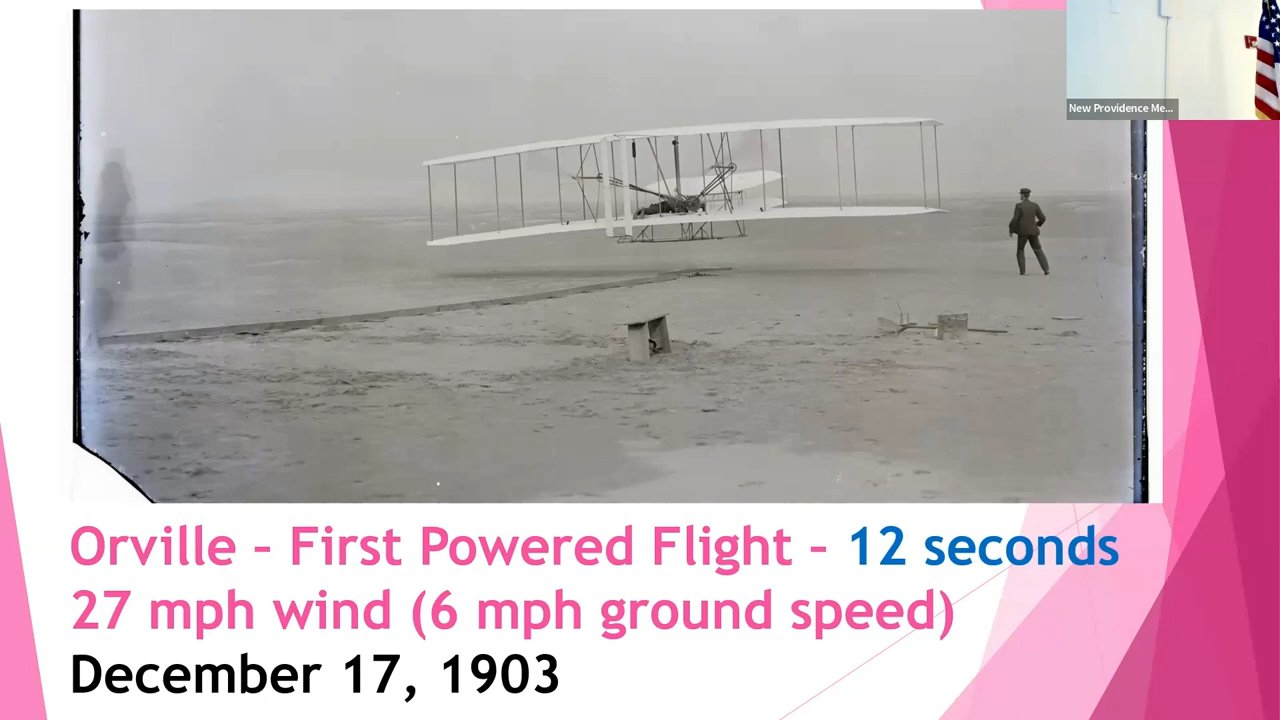 New Providence Me...
Orville – First Powered Flight – 12 seconds
27 mph wind (6 mph ground speed)
December 17, 1903